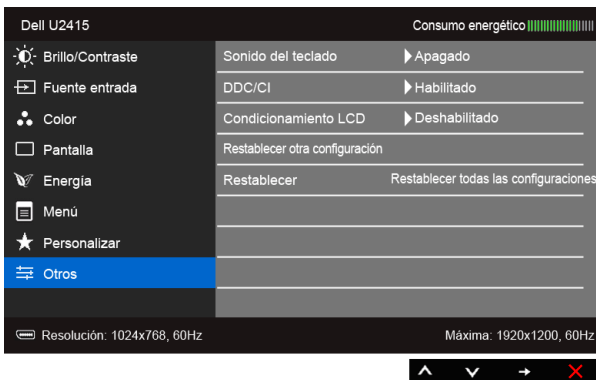 Dell U2415 Consumo energético
Brillo/Contraste Sonido del teclado Apagado
Fuente entrada DDC/CI Habilitado
Color Condicionamiento LCD Deshabilitado
Pantalla Restablecer otra configuración
Energía Restablecer Restablecer todas las configuraciones
Menú
Personalizar
Otros
Resolución: 1024x768, 60Hz Máxima: 1920x1200, 60Hz